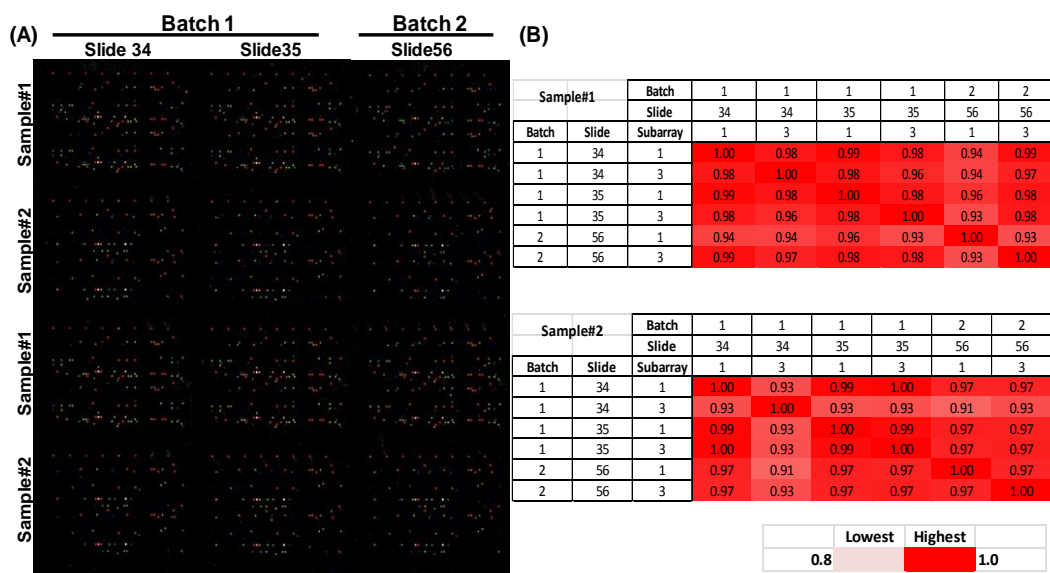 (A)
Batch 1 Batch 2
Slide 34 Slide35 Slide56
Sample#1
Sample#2
Sample#1
Sample#2
(B)
Sample#1 Batch 1 1 1 1 2 2
Slide 34 34 35 35 56 56
Batch Slide Subarray 1 3 1 3 1 3
1 34 1 1.00 0.98 0.99 0.98 0.94 0.99
1 34 3 0.98 1.00 0.98 0.96 0.94 0.97
1 35 1 0.99 0.98 1.00 0.98 0.96 0.98
1 35 3 0.98 0.96 0.98 1.00 0.93 0.98
2 56 1 0.94 0.94 0.96 0.93 1.00 0.93
2 56 3 0.99 0.97 0.98 0.98 0.93 1.00
Sample#2 Batch 1 1 1 1 2 2
Slide 34 34 35 35 56 56
Batch Slide Subarray 1 3 1 3 1 3
1 34 1 1.00 0.93 0.99 1.00 0.97 0.97
1 34 3 0.93 1.00 0.93 0.93 0.91 0.93
1 35 1 0.99 0.93 1.00 0.99 0.97 0.97
1 35 3 1.00 0.93 0.99 1.00 0.97 0.97
2 56 1 0.97 0.91 0.97 0.97 1.00 0.97
2 56 3 0.97 0.93 0.97 0.97 0.97 1.00
Lowest Highest
0.8 1.0